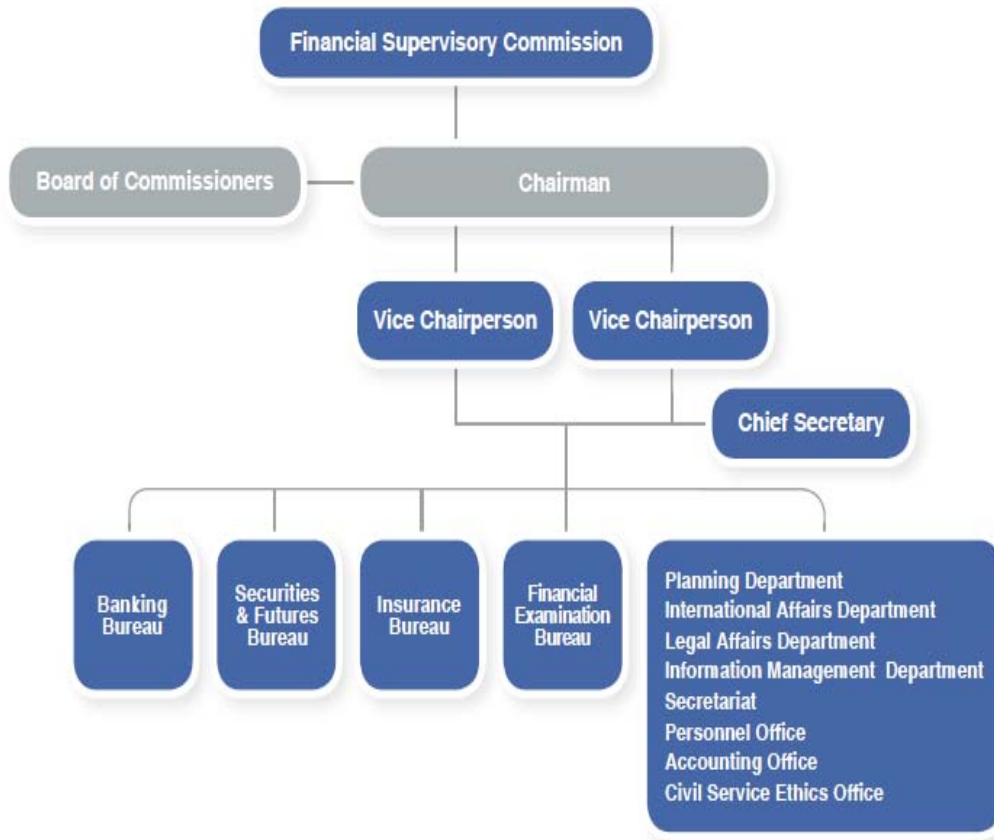 Financial Supervisory Commission
Board of Commissioners
Chairman
Vice Chairperson
Vice Chairperson
Chief Secretary
Banking
Bureau
Securities
& Futures
Bureau
Insurance
Bureau
Financial
Examination
Bureau
Planning Department
International Affairs Department
Legal Affairs Department
Information Management Department
Secretariat
Personnel Office
Accounting Office
Civil Service Ethics Office